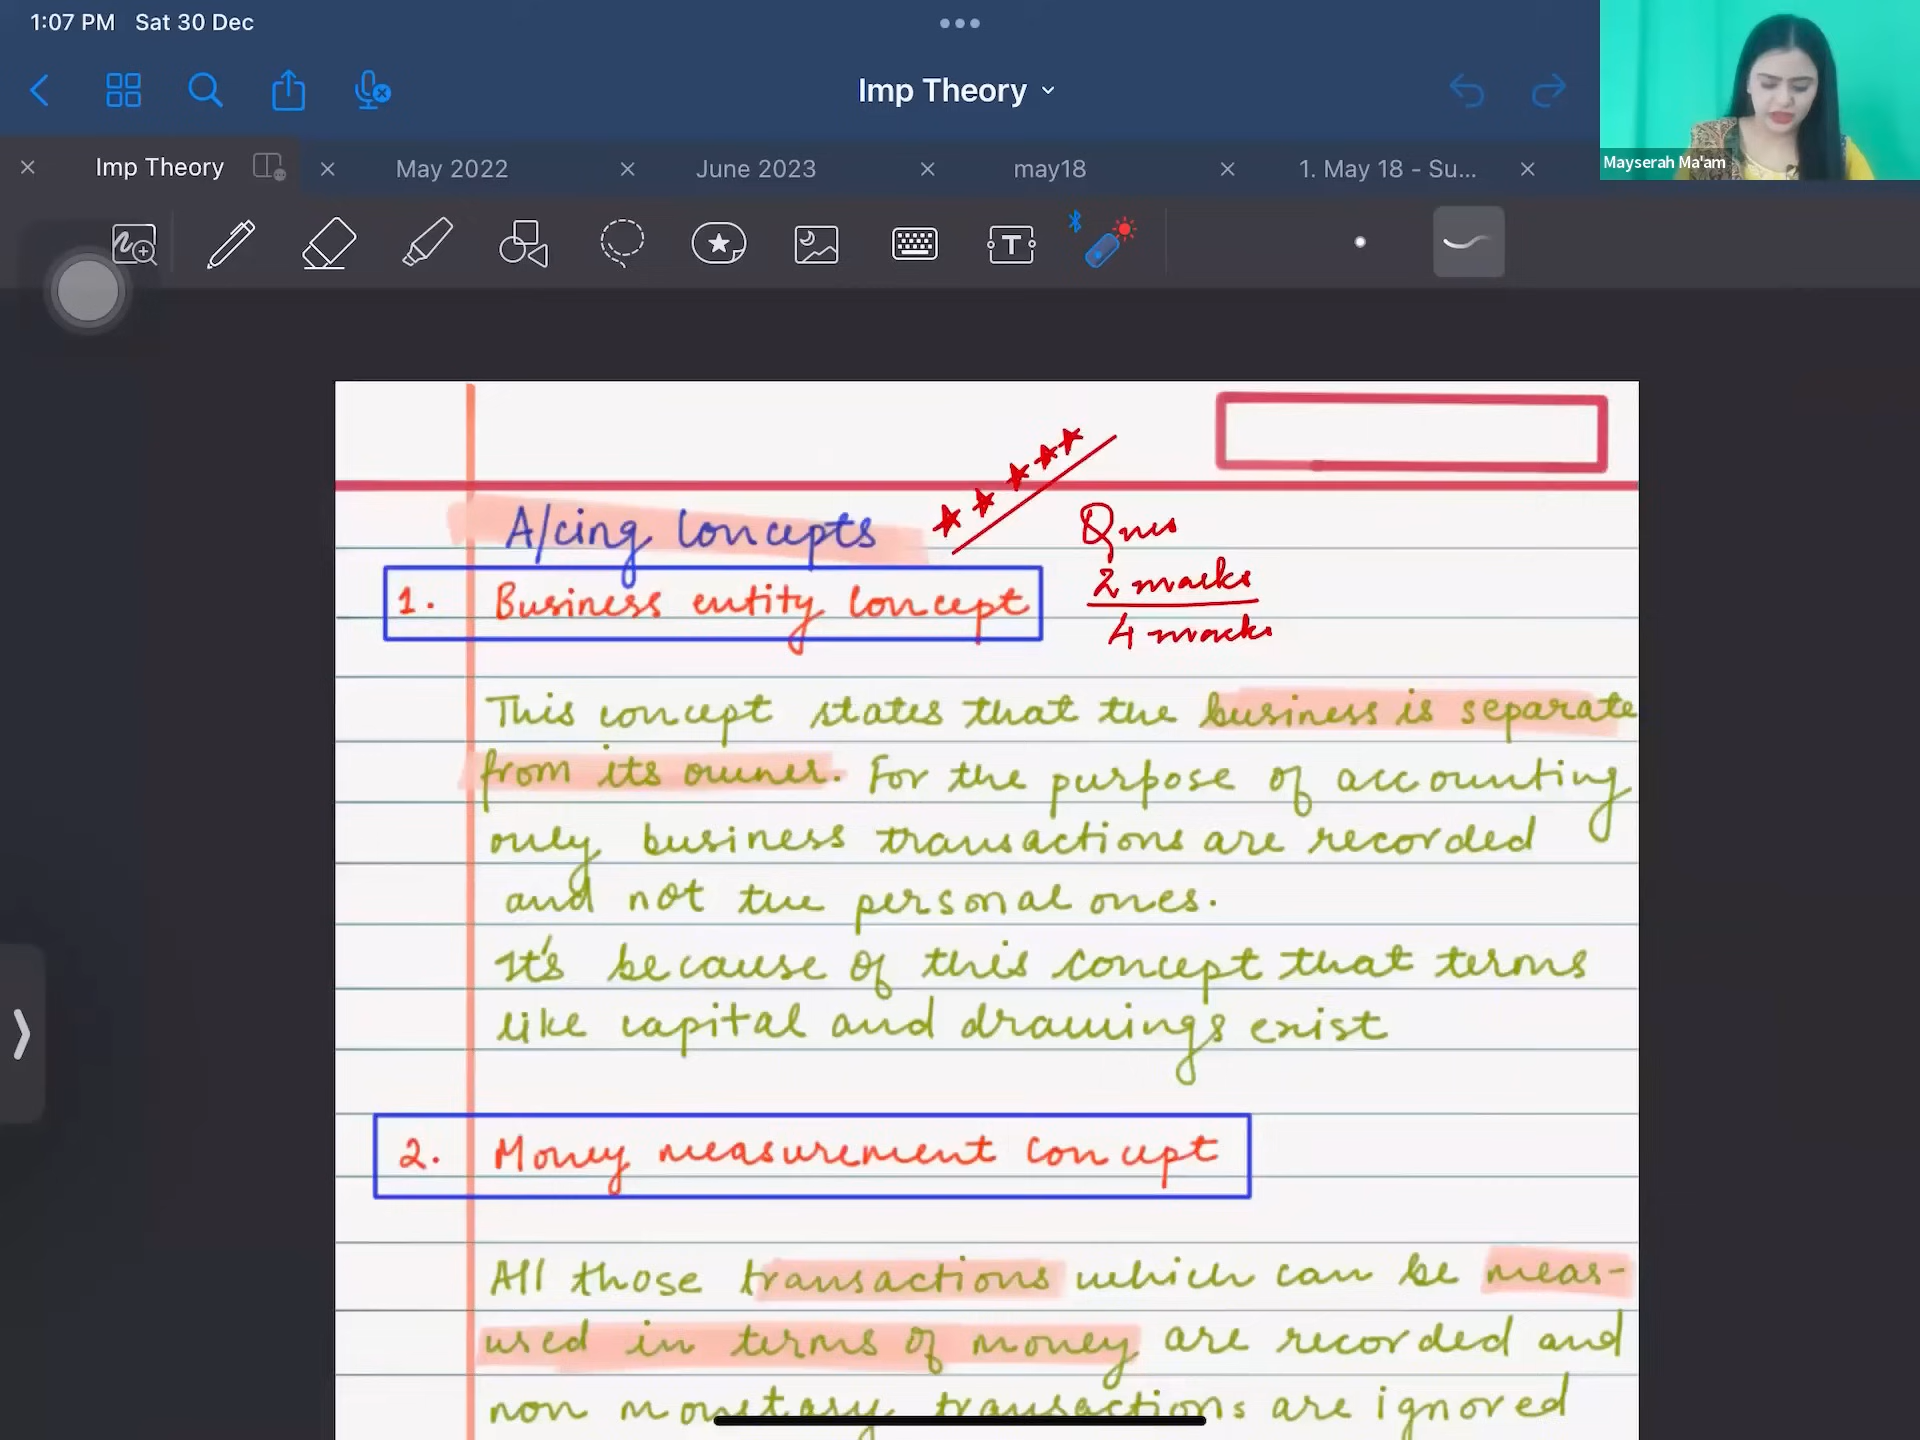 1:07 PM Sat 30 Dec
Imp Theory
Mayserah Ma'am
Imp Theory
May 2022
June 2023
may18
1. May 18 - Su...
T
A/cing Concepts
Ques
2 marks
4 marks
1. Business entity Concept
This concept states that the business is separate
from its owner. For the purpose of accounting
only business transactions are recorded
and not the personal ones.
It's because of this concept that terms
like capital and drawings exist
2. Money measurement Concept
All those transactions which can be meas-
ured in terms of money are recorded and
non monetary transactions are ignored